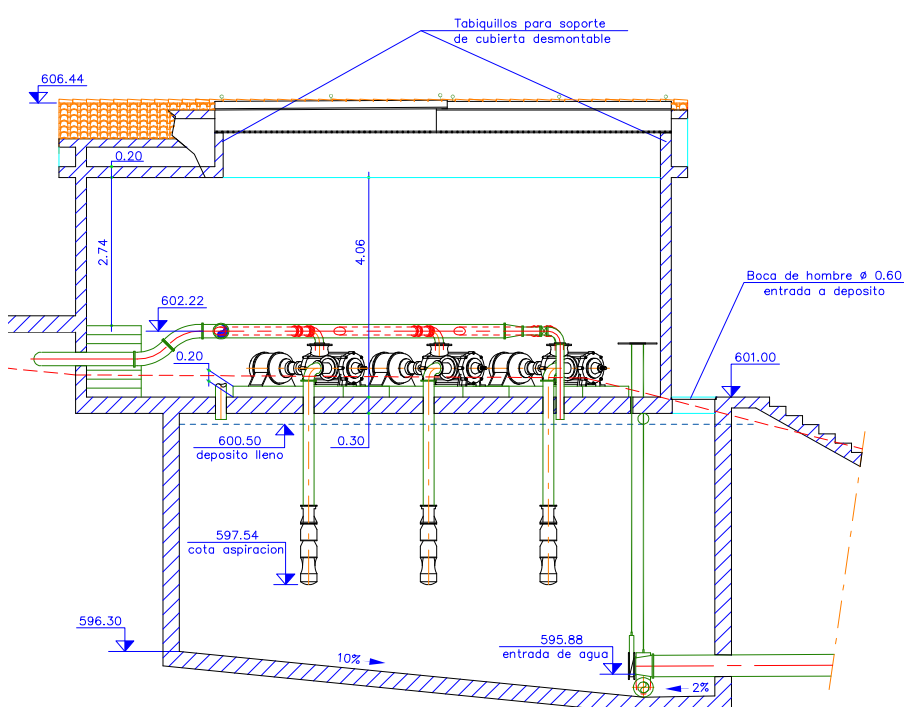 Tabiquillos para soporte
de cubierta desmontable
606.44
0.20
2.74
4.06
Boca de hombre ø 0.60
entrada a deposito
602.22
0.20
601.00
600.50
deposito lleno
0.30
597.54
cota aspiracion
596.30
595.88
entrada de agua
10%
2%